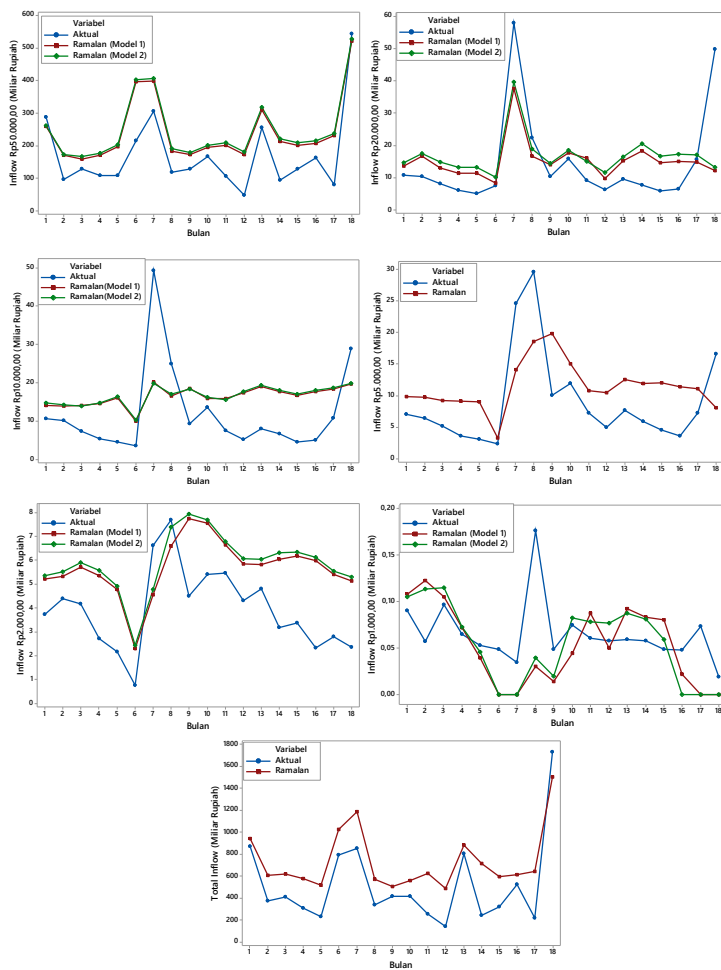 Variabel
Aktual
Ramalan (Model 1)
Ramalan (Model 2)
Inflow Rp50.000,00 (Miliar Rupiah)
600
500
400
300
200
100
0
1 2 3 4 5 6 7 8 9 10 11 12 13 14 15 16 17 18
Bulan
Variabel
Aktual
Ramalan (Model 1)
Ramalan (Model 2)
Inflow Rp20.000,00 (Miliar Rupiah)
60
50
40
30
20
10
0
1 2 3 4 5 6 7 8 9 10 11 12 13 14 15 16 17 18
Bulan
Variabel
Aktual
Ramalan(Model 1)
Ramalan(Model 2)
Inflow Rp10.000,00 (Miliar Rupiah)
50
40
30
20
10
0
1 2 3 4 5 6 7 8 9 10 11 12 13 14 15 16 17 18
Bulan
Variabel
Aktual
Ramalan
Inflow Rp5.000,00 (Miliar Rupiah)
30
25
20
15
10
5
0
1 2 3 4 5 6 7 8 9 10 11 12 13 14 15 16 17 18
Bulan
Variabel
Aktual
Ramalan (Model 1)
Ramalan (Model 2)
Inflow Rp2.000,00 (Miliar Rupiah)
8
7
6
5
4
3
2
1
0
1 2 3 4 5 6 7 8 9 10 11 12 13 14 15 16 17 18
Bulan
Variabel
Aktual
Ramalan (Model 1)
Ramalan (Model 2)
Inflow Rp1.000,00 (Miliar Rupiah)
0,20
0,15
0,10
0,05
0,00
1 2 3 4 5 6 7 8 9 10 11 12 13 14 15 16 17 18
Bulan
Variabel
Aktual
Ramalan
Total Inflow (Miliar Rupiah)
1800
1600
1400
1200
1000
800
600
400
200
0
1 2 3 4 5 6 7 8 9 10 11 12 13 14 15 16 17 18
Bulan